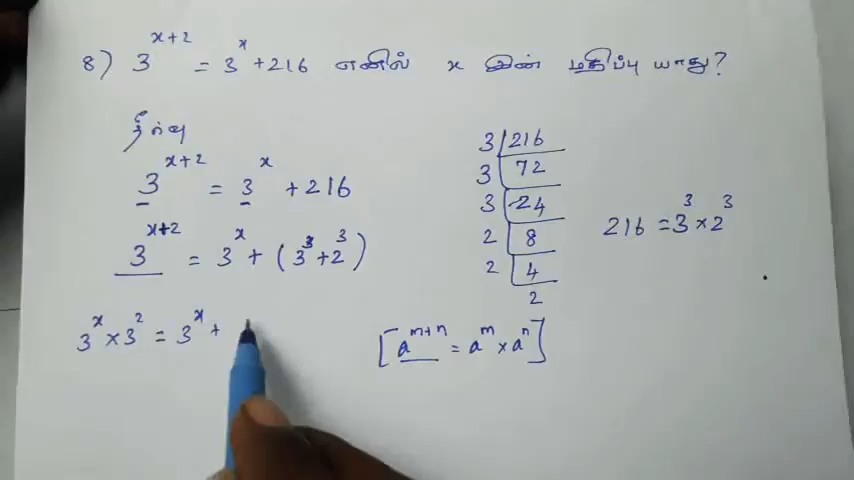 8) 3^{x+2} = 3^x +216 எனில் x இன் மதிப்பு யாது?
தீர்வு
3^{x+2} = 3^x +216
3^{x+2} = 3^x + (3^3 + 2^3)
3^x × 3^2 = 3^x +
3 216
3 72
3 24
2 8
2 4
2
216 = 3^3 × 2^3
[a^{m+n} = a^m × a^n]